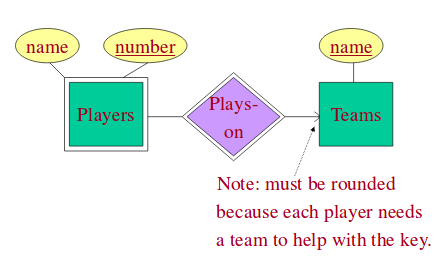 name
number
name
Players
Plays-
on
Teams
Note: must be rounded
because each player needs
a team to help with the key.